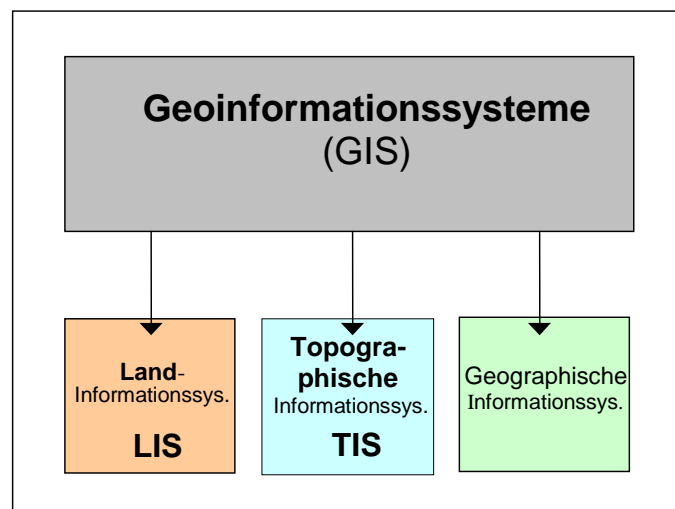 Geoinformationssysteme
(GIS)
Land-
Informationssys.
LIS
Topogra-
phische
Informationssys.
TIS
Geographische
Informationssys.